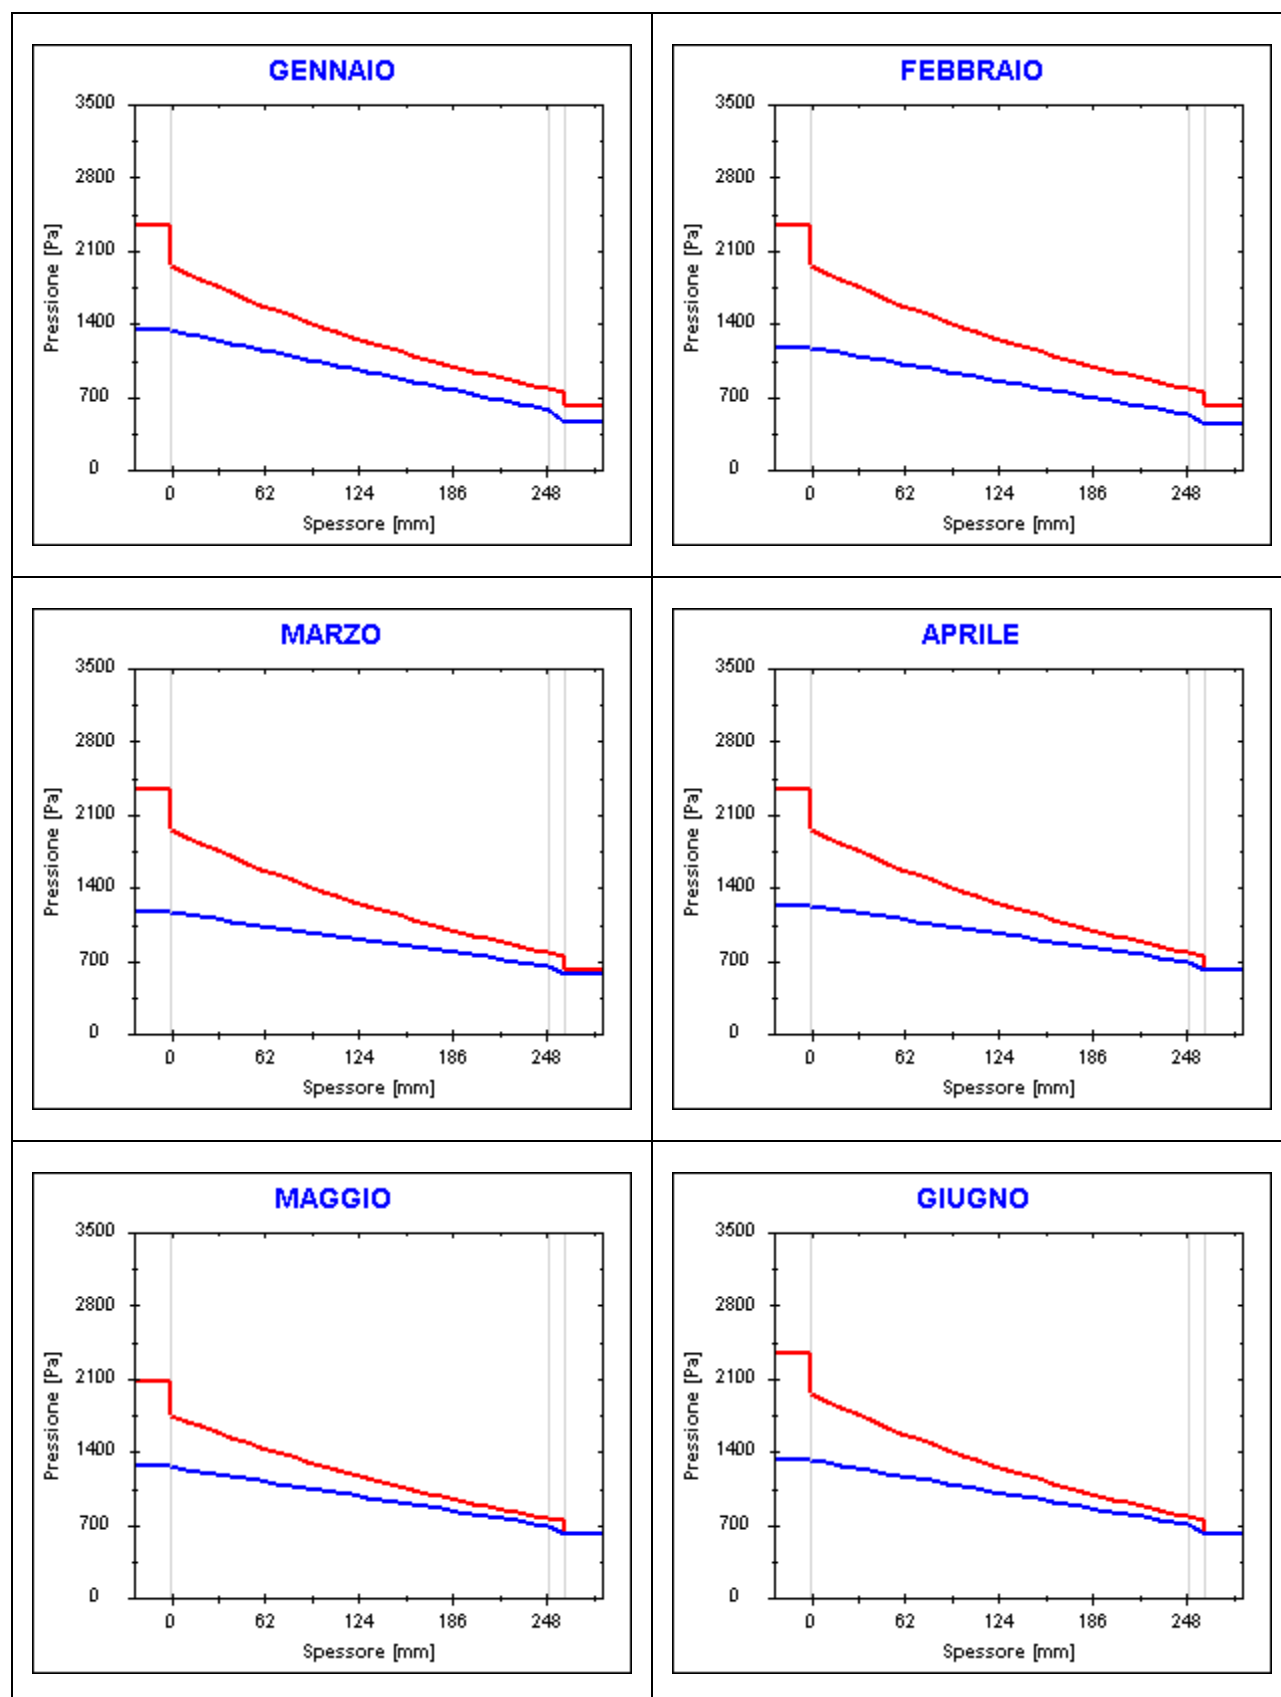 GENNAIO
3500
2800
2100
1400
700
0
Pressione [Pa]
0 62 124 186 248
Spessore [mm]
FEBBRAIO
3500
2800
2100
1400
700
0
Pressione [Pa]
0 62 124 186 248
Spessore [mm]
MARZO
3500
2800
2100
1400
700
0
Pressione [Pa]
0 62 124 186 248
Spessore [mm]
APRILE
3500
2800
2100
1400
700
0
Pressione [Pa]
0 62 124 186 248
Spessore [mm]
MAGGIO
3500
2800
2100
1400
700
0
Pressione [Pa]
0 62 124 186 248
Spessore [mm]
GIUGNO
3500
2800
2100
1400
700
0
Pressione [Pa]
0 62 124 186 248
Spessore [mm]